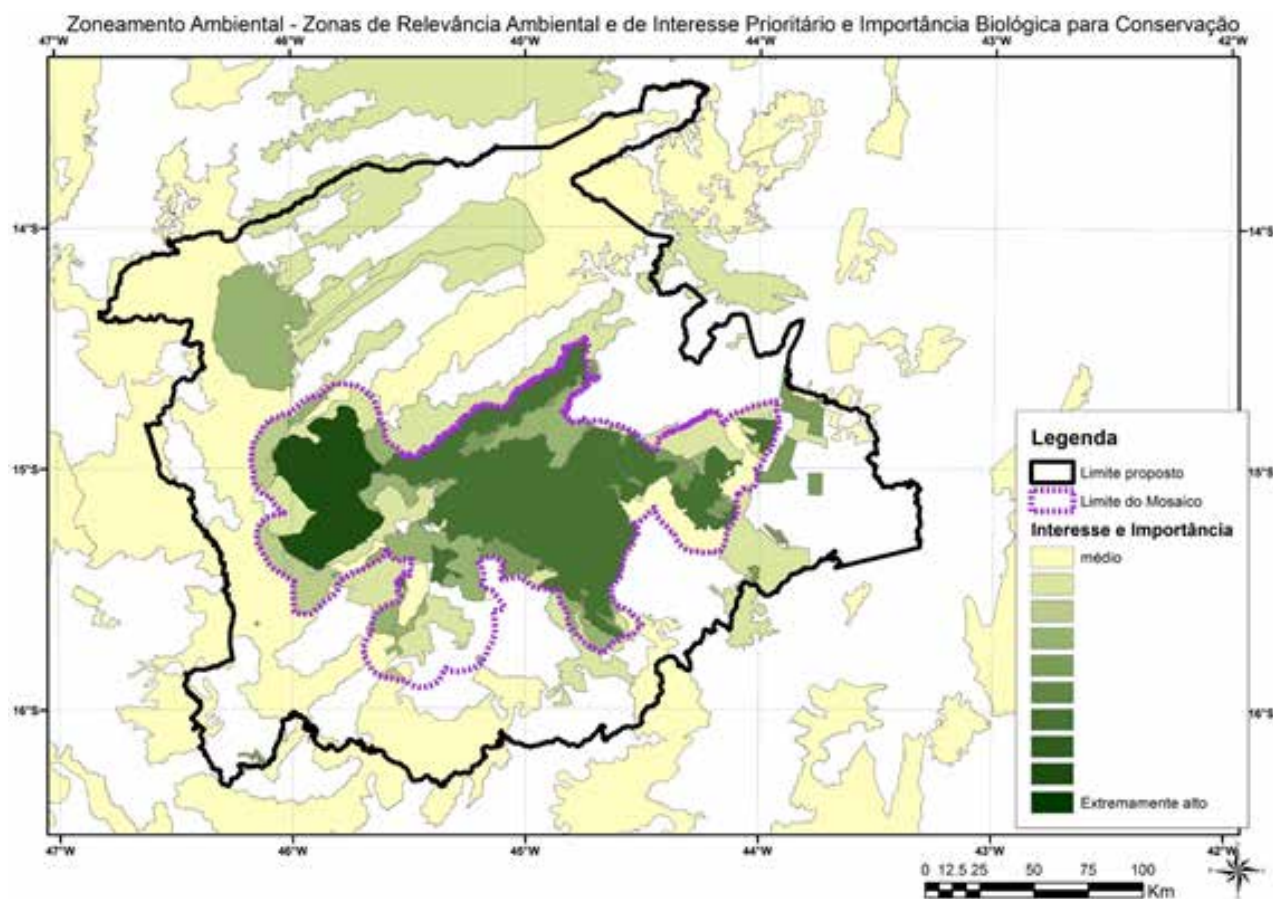 Zoneamento Ambiental - Zonas de Relevância Ambiental e de Interesse Prioritário e Importância Biológica para Conservação
47°W 46°W 45°W 44°W 43°W 42°W
14°S 14°S
15°S 15°S
16°S 16°S
Legenda
Limite proposto
Limite do Mosaico
Interesse e Importância
médio
Extremamente alto
47°W 46°W 45°W 44°W 43°W 42°W
0 12.5 25 50 75 100
Km